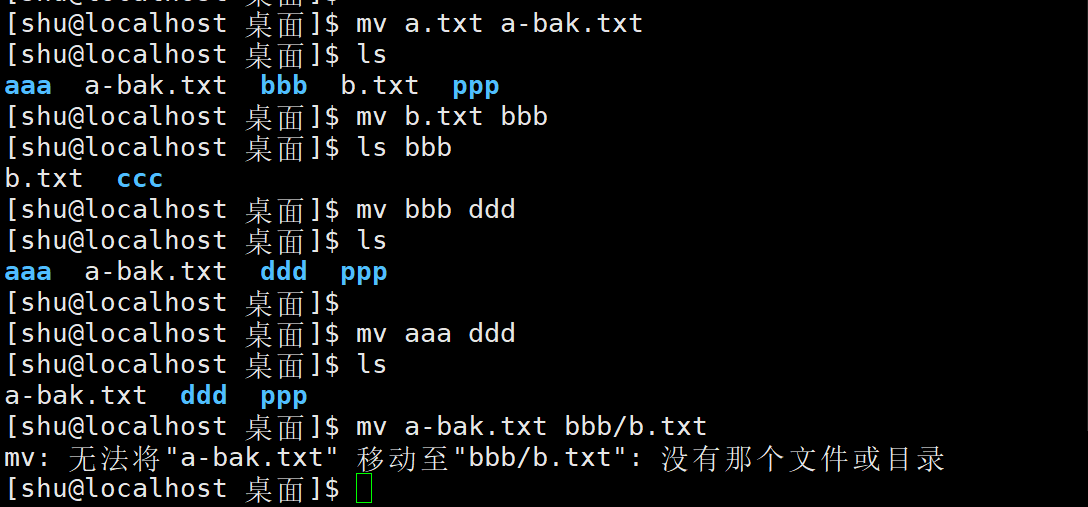 [shu@localhost 桌面]$ mv a.txt a-bak.txt
[shu@localhost 桌面]$ ls
aaa  a-bak.txt  bbb  b.txt  ppp
[shu@localhost 桌面]$ mv b.txt bbb
[shu@localhost 桌面]$ ls bbb
b.txt  ccc
[shu@localhost 桌面]$ mv bbb ddd
[shu@localhost 桌面]$ ls
aaa  a-bak.txt  ddd  ppp
[shu@localhost 桌面]$
[shu@localhost 桌面]$ mv aaa ddd
[shu@localhost 桌面]$ ls
a-bak.txt  ddd  ppp
[shu@localhost 桌面]$ mv a-bak.txt bbb/b.txt
mv: 无法将"a-bak.txt" 移动至"bbb/b.txt": 没有那个文件或目录
[shu@localhost 桌面]$